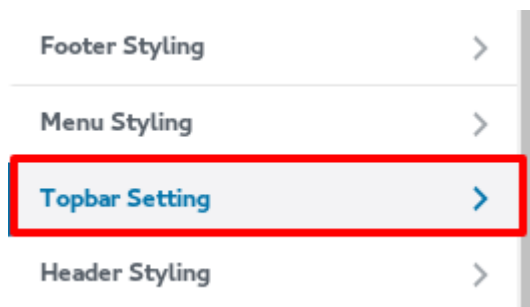 Footer Styling
Menu Styling
Topbar Setting
Header Styling